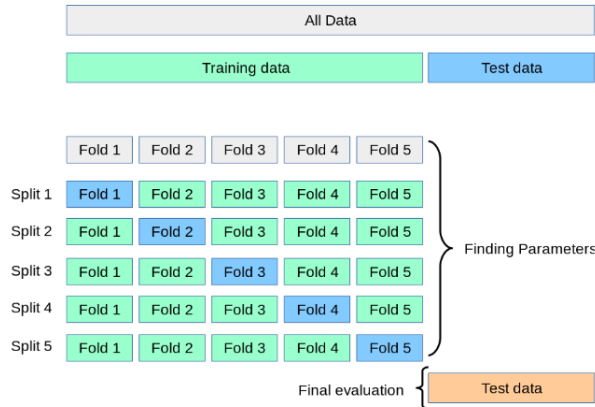 All Data
Training data Test data
Fold 1 Fold 2 Fold 3 Fold 4 Fold 5
Split 1 Fold 1 Fold 2 Fold 3 Fold 4 Fold 5
Split 2 Fold 1 Fold 2 Fold 3 Fold 4 Fold 5
Finding Parameters
Split 3 Fold 1 Fold 2 Fold 3 Fold 4 Fold 5
Split 4 Fold 1 Fold 2 Fold 3 Fold 4 Fold 5
Split 5 Fold 1 Fold 2 Fold 3 Fold 4 Fold 5
Final evaluation Test data